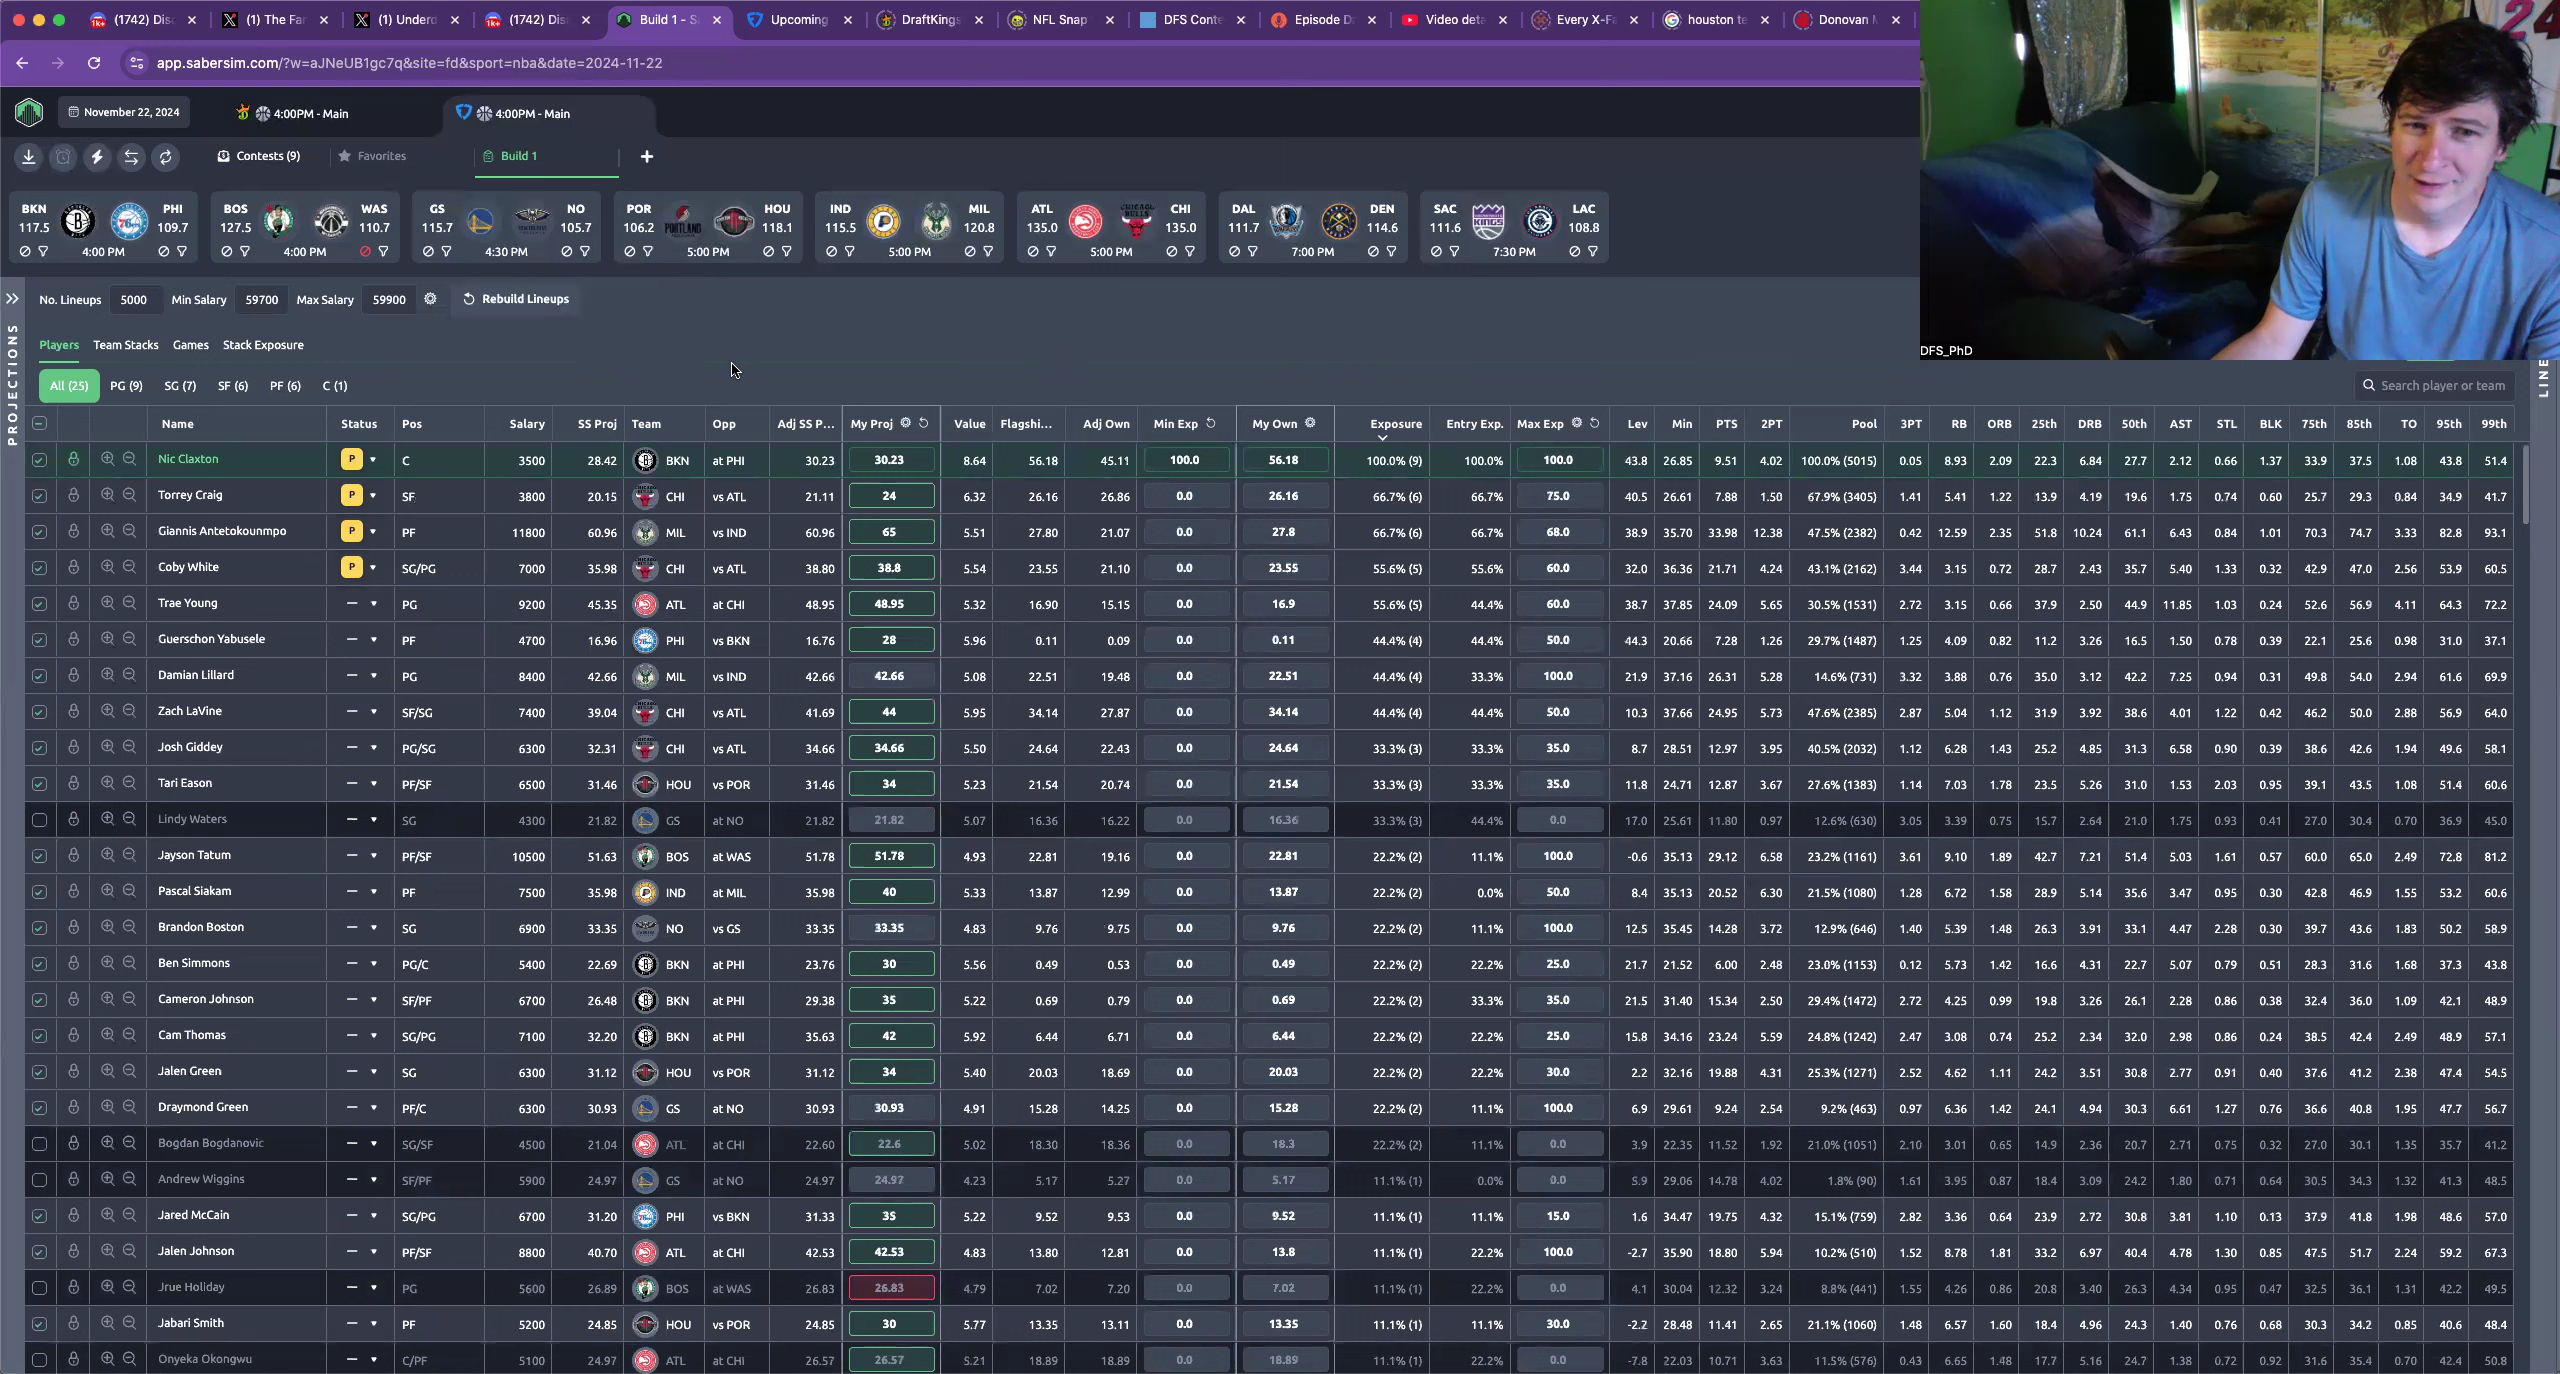 (1742) Disc
(1) The Fan
(1) Underd
(1742) Dis
Build 1 - S
Upcoming
DraftKings
NFL Snap
DFS Conte
Episode D
Video deta
Every X-Fa
houston te
Donovan M
app.sabersim.com/?w=aJNeUB1gc7q&site=fd&sport=nba&date=2024-11-22
November 22, 2024
4:00PM - Main
4:00PM - Main
Contests (9)
Favorites
Build 1
BKN 117.5 PHI 109.7 4:00 PM
BOS 127.5 WAS 110.7 4:00 PM
GS 115.7 NO 105.7 4:30 PM
POR 106.2 HOU 118.1 5:00 PM
IND 115.5 MIL 120.8 5:00 PM
ATL 135.0 CHI 135.0 5:00 PM
DAL 111.7 DEN 114.6 7:00 PM
SAC 111.6 LAC 108.8 7:30 PM
PROJECTIONS
No. Lineups 5000 Min Salary 59700 Max Salary 59900 Rebuild Lineups
DFS_PhD
Players Team Stacks Games Stack Exposure
All (25) PG (9) SG (7) SF (6) PF (6) C (1)
Search player or team
LINE
Name Status Pos Salary SS Proj Team Opp Adj SS P... My Proj Value Flagshi... Adj Own Min Exp My Own Exposure Entry Exp. Max Exp Lev Min PTS 2PT Pool 3PT RB ORB 25th DRB 50th AST STL BLK 75th 85th TO 95th 99th
Nic Claxton P C 3500 28.42 BKN at PHI 30.23 30.23 8.64 56.18 45.11 100.0 56.18 100.0% (9) 100.0% 100.0 43.8 26.85 9.51 4.02 100.0% (5015) 0.05 8.93 2.09 22.3 6.84 27.7 2.12 0.66 1.37 33.9 37.5 1.08 43.8 51.4
Torrey Craig P SF 3800 20.15 CHI vs ATL 21.11 24 6.32 26.16 26.86 0.0 26.16 66.7% (6) 66.7% 75.0 40.5 26.61 7.88 1.50 67.9% (3405) 1.41 5.41 1.22 13.9 4.19 19.6 1.75 0.74 0.60 25.7 29.3 0.84 34.9 41.7
Giannis Antetokounmpo P PF 11800 60.96 MIL vs IND 60.96 65 5.51 27.80 21.07 0.0 27.8 66.7% (6) 66.7% 68.0 38.9 35.70 33.98 12.38 47.5% (2382) 0.42 12.59 2.35 51.8 10.24 61.1 6.43 0.84 1.01 70.3 74.7 3.33 82.8 93.1
Coby White P SG/PG 7000 35.98 CHI vs ATL 38.80 38.8 5.54 23.55 21.10 0.0 23.55 55.6% (5) 55.6% 60.0 32.0 36.36 21.71 4.24 43.1% (2162) 3.44 3.15 0.72 28.7 2.43 35.7 5.40 1.33 0.32 42.9 47.0 2.56 53.9 60.5
Trae Young — PG 9200 45.35 ATL at CHI 48.95 48.95 5.32 16.90 15.15 0.0 16.9 55.6% (5) 44.4% 60.0 38.7 37.85 24.09 5.65 30.5% (1531) 2.72 3.15 0.66 37.9 2.50 44.9 11.85 1.03 0.24 52.6 56.9 4.11 64.3 72.2
Guerschon Yabusele — PF 4700 16.96 PHI vs BKN 16.76 28 5.96 0.11 0.09 0.0 0.11 44.4% (4) 44.4% 50.0 44.3 20.66 7.28 1.26 29.7% (1487) 1.25 4.09 0.82 11.2 3.26 16.5 1.50 0.78 0.39 22.1 25.6 0.98 31.0 37.1
Damian Lillard — PG 8400 42.66 MIL vs IND 42.66 42.66 5.08 22.51 19.48 0.0 22.51 44.4% (4) 33.3% 100.0 21.9 37.16 26.31 5.28 14.6% (731) 3.32 3.88 0.76 35.0 3.12 42.2 7.25 0.94 0.31 49.8 54.0 2.94 61.6 69.9
Zach LaVine — SF/SG 7400 39.04 CHI vs ATL 41.69 44 5.95 34.14 27.87 0.0 34.14 44.4% (4) 44.4% 50.0 10.3 37.66 24.95 5.73 47.6% (2385) 2.87 5.04 1.12 31.9 3.92 38.6 4.01 1.22 0.42 46.2 50.0 2.88 56.9 64.0
Josh Giddey — PG/SG 6300 32.31 CHI vs ATL 34.66 34.66 5.50 24.64 22.43 0.0 24.64 33.3% (3) 33.3% 35.0 8.7 28.51 12.97 3.95 40.5% (2032) 1.12 6.28 1.43 25.2 4.85 31.3 6.58 0.90 0.39 38.6 42.6 1.94 49.6 58.1
Tari Eason — PF/SF 6500 31.46 HOU vs POR 31.46 34 5.23 21.54 20.74 0.0 21.54 33.3% (3) 33.3% 35.0 11.8 24.71 12.87 3.67 27.6% (1383) 1.14 7.03 1.78 23.5 5.26 31.0 1.53 2.03 0.95 39.1 43.5 1.08 51.4 60.6
Lindy Waters — SG 4300 21.82 GS at NO 21.82 21.82 5.07 16.36 16.22 0.0 16.36 33.3% (3) 44.4% 0.0 17.0 25.61 11.80 0.97 12.6% (630) 3.05 3.39 0.75 15.7 2.64 21.0 1.75 0.93 0.41 27.0 30.4 0.70 36.9 45.0
Jayson Tatum — PF/SF 10500 51.63 BOS at WAS 51.78 51.78 4.93 22.81 19.16 0.0 22.81 22.2% (2) 11.1% 100.0 -0.6 35.13 29.12 6.58 23.2% (1161) 3.61 9.10 1.89 42.7 7.21 51.4 5.03 1.61 0.57 60.0 65.0 2.49 72.8 81.2
Pascal Siakam — PF 7500 35.98 IND at MIL 35.98 40 5.33 13.87 12.99 0.0 13.87 22.2% (2) 0.0% 50.0 8.4 35.13 20.52 6.30 21.5% (1080) 1.28 6.72 1.58 28.9 5.14 35.6 3.47 0.95 0.30 42.8 46.9 1.55 53.2 60.6
Brandon Boston — SG 6900 33.35 NO vs GS 33.35 33.35 4.83 9.76 9.75 0.0 9.76 22.2% (2) 11.1% 100.0 12.5 35.45 14.28 3.72 12.9% (646) 1.40 5.39 1.48 26.3 3.91 33.1 4.47 2.28 0.30 39.7 43.6 1.83 50.2 58.9
Ben Simmons — PG/C 5400 22.69 BKN at PHI 23.76 30 5.56 0.49 0.53 0.0 0.49 22.2% (2) 22.2% 25.0 21.7 21.52 6.00 2.48 23.0% (1153) 0.12 5.73 1.42 16.6 4.31 22.7 5.07 0.79 0.51 28.3 31.6 1.68 37.3 43.8
Cameron Johnson — SF/PF 6700 26.48 BKN at PHI 29.38 35 5.22 0.69 0.79 0.0 0.69 22.2% (2) 33.3% 35.0 21.5 31.40 15.34 2.50 29.4% (1472) 2.72 4.25 0.99 19.8 3.26 26.1 2.28 0.86 0.38 32.4 36.0 1.09 42.1 48.9
Cam Thomas — SG/PG 7100 32.20 BKN at PHI 35.63 42 5.92 6.44 6.71 0.0 6.44 22.2% (2) 22.2% 25.0 15.8 34.16 23.24 5.59 24.8% (1242) 2.47 3.08 0.74 25.2 2.34 32.0 2.98 0.86 0.24 38.5 42.4 2.49 48.9 57.1
Jalen Green — SG 6300 31.12 HOU vs POR 31.12 34 5.40 20.03 18.69 0.0 20.03 22.2% (2) 22.2% 30.0 2.2 32.16 19.88 4.31 25.3% (1271) 2.52 4.62 1.11 24.2 3.51 30.8 2.77 0.91 0.40 37.6 41.2 2.38 47.4 54.5
Draymond Green — PF/C 6300 30.93 GS at NO 30.93 30.93 4.91 15.28 14.25 0.0 15.28 22.2% (2) 11.1% 100.0 6.9 29.61 9.24 2.54 9.2% (463) 0.97 6.36 1.42 24.1 4.94 30.3 6.61 1.27 0.76 36.6 40.8 1.95 47.7 56.7
Bogdan Bogdanovic — SG/SF 4500 21.04 ATL at CHI 22.60 22.6 5.02 18.30 18.36 0.0 18.3 22.2% (2) 11.1% 0.0 3.9 22.35 11.52 1.92 21.0% (1051) 2.10 3.01 0.65 14.9 2.36 20.7 2.71 0.75 0.32 27.0 30.1 1.35 35.7 41.2
Andrew Wiggins — SF/PF 5900 24.97 GS at NO 24.97 24.97 4.23 5.17 5.27 0.0 5.17 11.1% (1) 0.0% 0.0 5.9 29.06 14.78 4.02 1.8% (90) 1.61 3.95 0.87 18.4 3.09 24.2 1.80 0.71 0.64 30.5 34.3 1.32 41.3 48.5
Jared McCain — SG/PG 6700 31.20 PHI vs BKN 31.33 35 5.22 9.52 9.53 0.0 9.52 11.1% (1) 11.1% 15.0 1.6 34.47 19.75 4.32 15.1% (759) 2.82 3.36 0.64 23.9 2.72 30.8 3.81 1.10 0.13 37.9 41.8 1.98 48.6 57.0
Jalen Johnson — PF/SF 8800 40.70 ATL at CHI 42.53 42.53 4.83 13.80 12.81 0.0 13.8 11.1% (1) 22.2% 100.0 -2.7 35.90 18.80 5.94 10.2% (510) 1.52 8.78 1.81 33.2 6.97 40.4 4.78 1.30 0.85 47.5 51.7 2.24 59.2 67.3
Jrue Holiday — PG 5600 26.89 BOS at WAS 26.83 26.83 4.79 7.02 7.20 0.0 7.02 11.1% (1) 22.2% 0.0 4.1 30.04 12.32 3.24 8.8% (441) 1.55 4.26 0.86 20.8 3.40 26.3 4.34 0.95 0.47 32.5 36.1 1.31 42.2 49.5
Jabari Smith — PF 5200 24.85 HOU vs POR 24.85 30 5.77 13.35 13.11 0.0 13.35 11.1% (1) 11.1% 30.0 -2.2 28.48 11.41 2.65 21.1% (1060) 1.48 6.57 1.60 18.4 4.96 24.3 1.40 0.76 0.68 30.3 34.2 0.85 40.6 48.4
Onyeka Okongwu — C/PF 5100 24.97 ATL at CHI 26.57 26.57 5.21 18.89 18.89 0.0 18.89 11.1% (1) 22.2% 0.0 -7.8 22.03 10.71 3.63 11.5% (576) 0.43 6.65 1.48 17.7 5.16 24.7 1.38 0.72 0.92 31.6 35.4 0.70 42.4 50.8